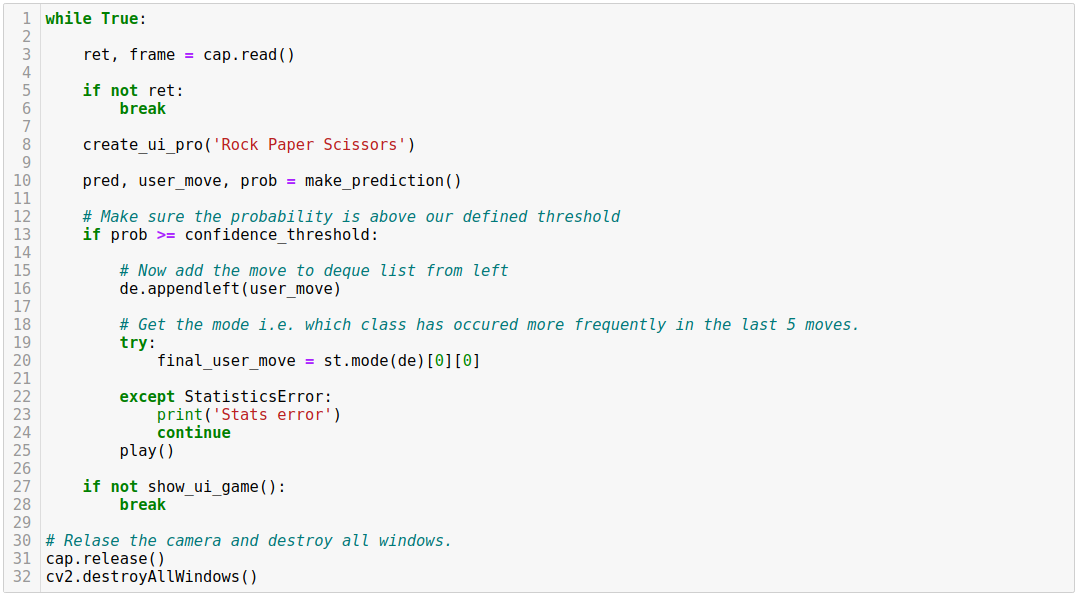 1 while True:
2
3     ret, frame = cap.read()
4
5     if not ret:
6         break
7
8     create_ui_pro('Rock Paper Scissors')
9
10     pred, user_move, prob = make_prediction()
11
12     # Make sure the probability is above our defined threshold
13     if prob >= confidence_threshold:
14
15         # Now add the move to deque list from left
16         de.appendleft(user_move)
17
18         # Get the mode i.e. which class has occured more frequently in the last 5 moves.
19         try:
20             final_user_move = st.mode(de)[0][0]
21
22         except StatisticsError:
23             print('Stats error')
24             continue
25         play()
26
27     if not show_ui_game():
28         break
29
30 # Relase the camera and destroy all windows.
31 cap.release()
32 cv2.destroyAllWindows()